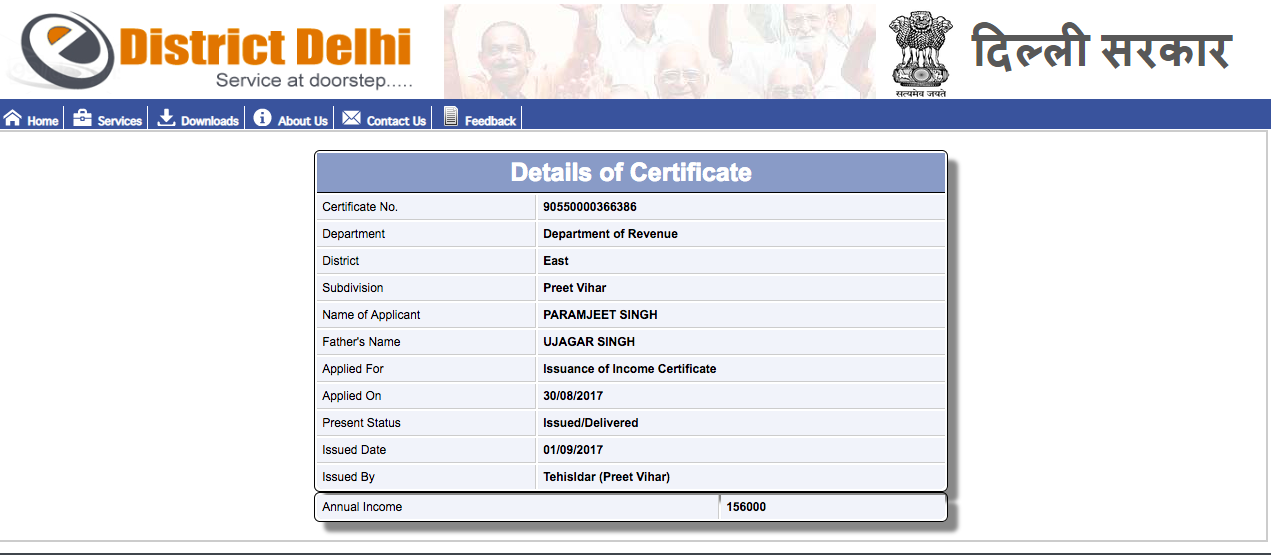 District Delhi
Service at doorstep.....
सत्यमेव जयते
दिल्ली सरकार
Home Services Downloads About Us Contact Us Feedback
Details of Certificate
Certificate No. 90550000366386
Department Department of Revenue
District East
Subdivision Preet Vihar
Name of Applicant PARAMJEET SINGH
Father's Name UJAGAR SINGH
Applied For Issuance of Income Certificate
Applied On 30/08/2017
Present Status Issued/Delivered
Issued Date 01/09/2017
Issued By Tehisldar (Preet Vihar)
Annual Income 156000